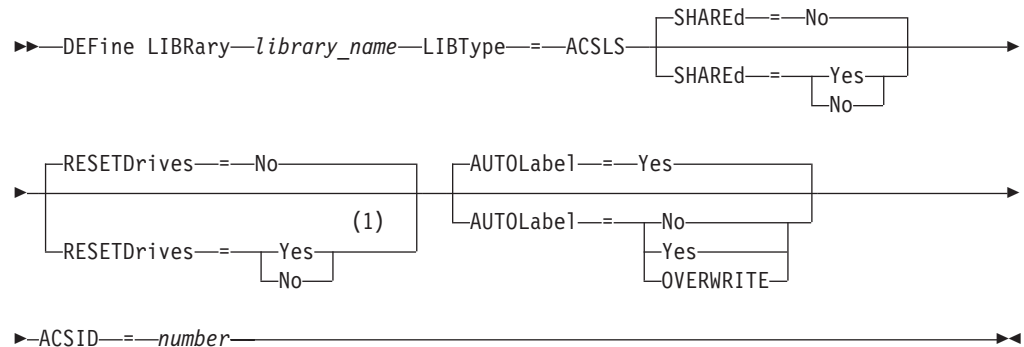 SHAREd = No
DEFine LIBRary library_name LIBType = ACSLS
SHAREd = Yes
No
RESETDrives = No
AUTOLabel = Yes
(1)
RESETDrives = Yes
No
AUTOLabel = No
Yes
OVERWRITE
ACSID = number